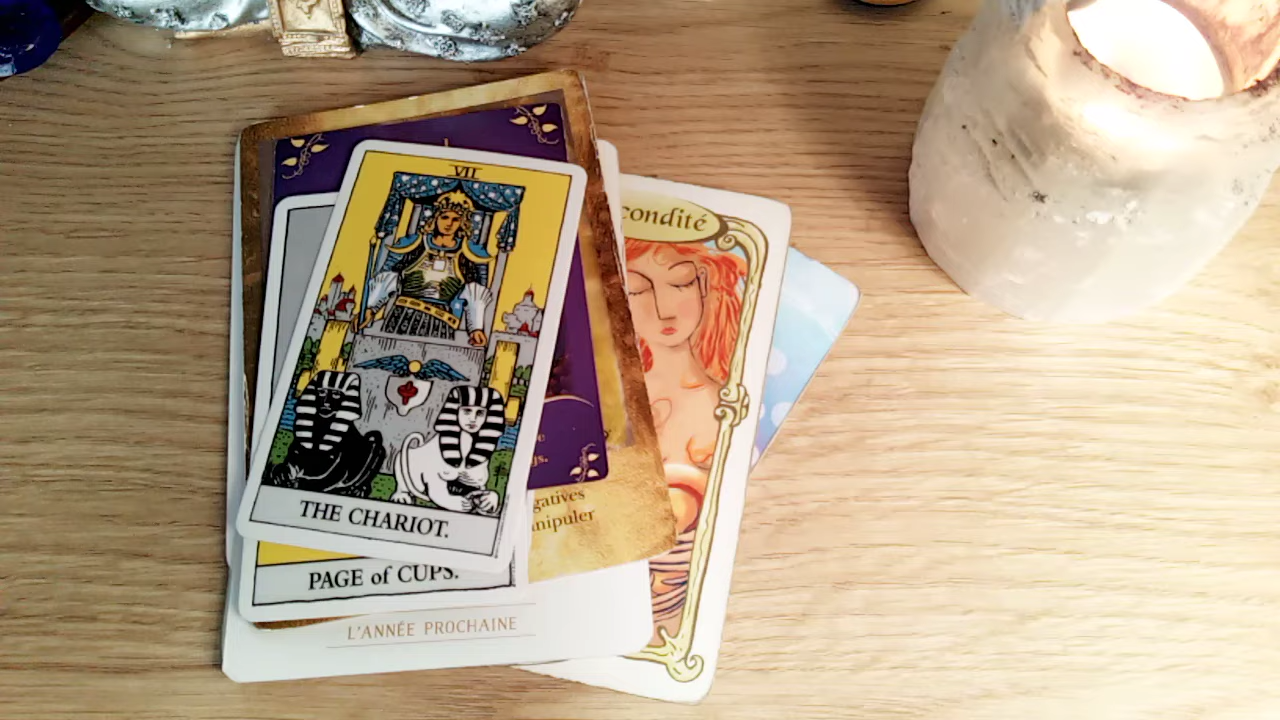 VII
THE CHARIOT.
PAGE of CUPS.
L'ANNÉE PROCHAINE
condité
gatives
nipuler